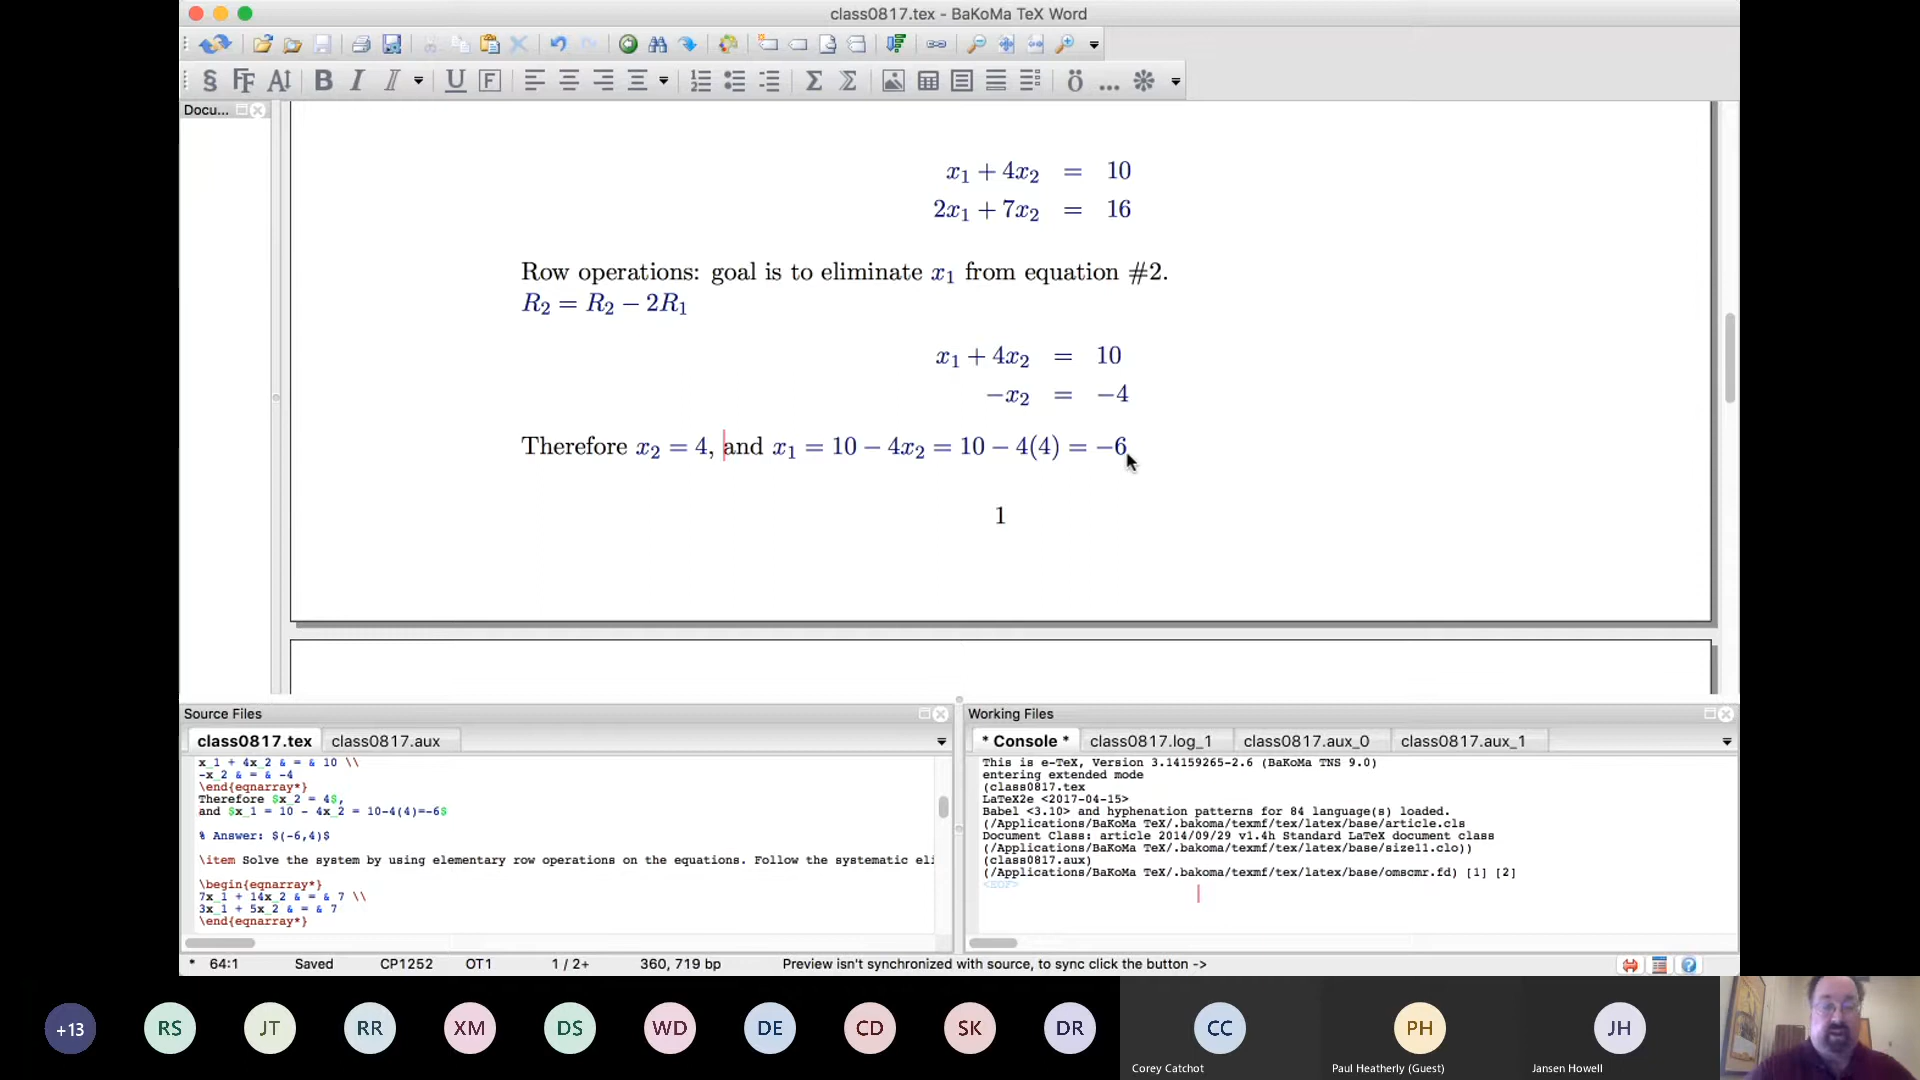 class0817.tex - BaKoMa TeX Word
Docu...
x₁ + 4x₂ = 10
2x₁ + 7x₂ = 16
Row operations: goal is to eliminate x₁ from equation #2.
R₂ = R₂ − 2R₁
x₁ + 4x₂ = 10
−x₂ = −4
Therefore x₂ = 4, and x₁ = 10 − 4x₂ = 10 − 4(4) = −6
1
Source Files
class0817.tex class0817.aux
x_1 + 4x_2 & = & 10 \\
-x_2 & = & -4
\end{eqnarray*}
Therefore $x_2 = 4$,
and $x_1 = 10 - 4x_2 = 10-4(4)=-6$
% Answer: $(-6,4)$
\item Solve the system by using elementary row operations on the equations. Follow the systematic eli
\begin{eqnarray*}
7x_1 + 14x_2 & = & 7 \\
3x_1 + 5x_2 & = & 7
\end{eqnarray*}
Working Files
* Console * class0817.log_1 class0817.aux_0 class0817.aux_1
This is e-TeX, Version 3.14159265-2.6 (BaKoMa TNS 9.0)
entering extended mode
(class0817.tex
LaTeX2e <2017-04-15>
Babel <3.10> and hyphenation patterns for 84 language(s) loaded.
(/Applications/BaKoMa TeX/.bakoma/texmf/tex/latex/base/article.cls
Document Class: article 2014/09/29 v1.4h Standard LaTeX document class
(/Applications/BaKoMa TeX/.bakoma/texmf/tex/latex/base/size11.clo))
(class0817.aux)
(/Applications/BaKoMa TeX/.bakoma/texmf/tex/latex/base/omscmr.fd) [1] [2]
<EOF>
* 64:1 Saved CP1252 OT1 1 / 2+ 360, 719 bp Preview isn't synchronized with source, to sync click the button ->
+13 RS JT RR XM DS WD DE CD SK DR CC PH JH
Corey Catchot Paul Heatherly (Guest) Jansen Howell